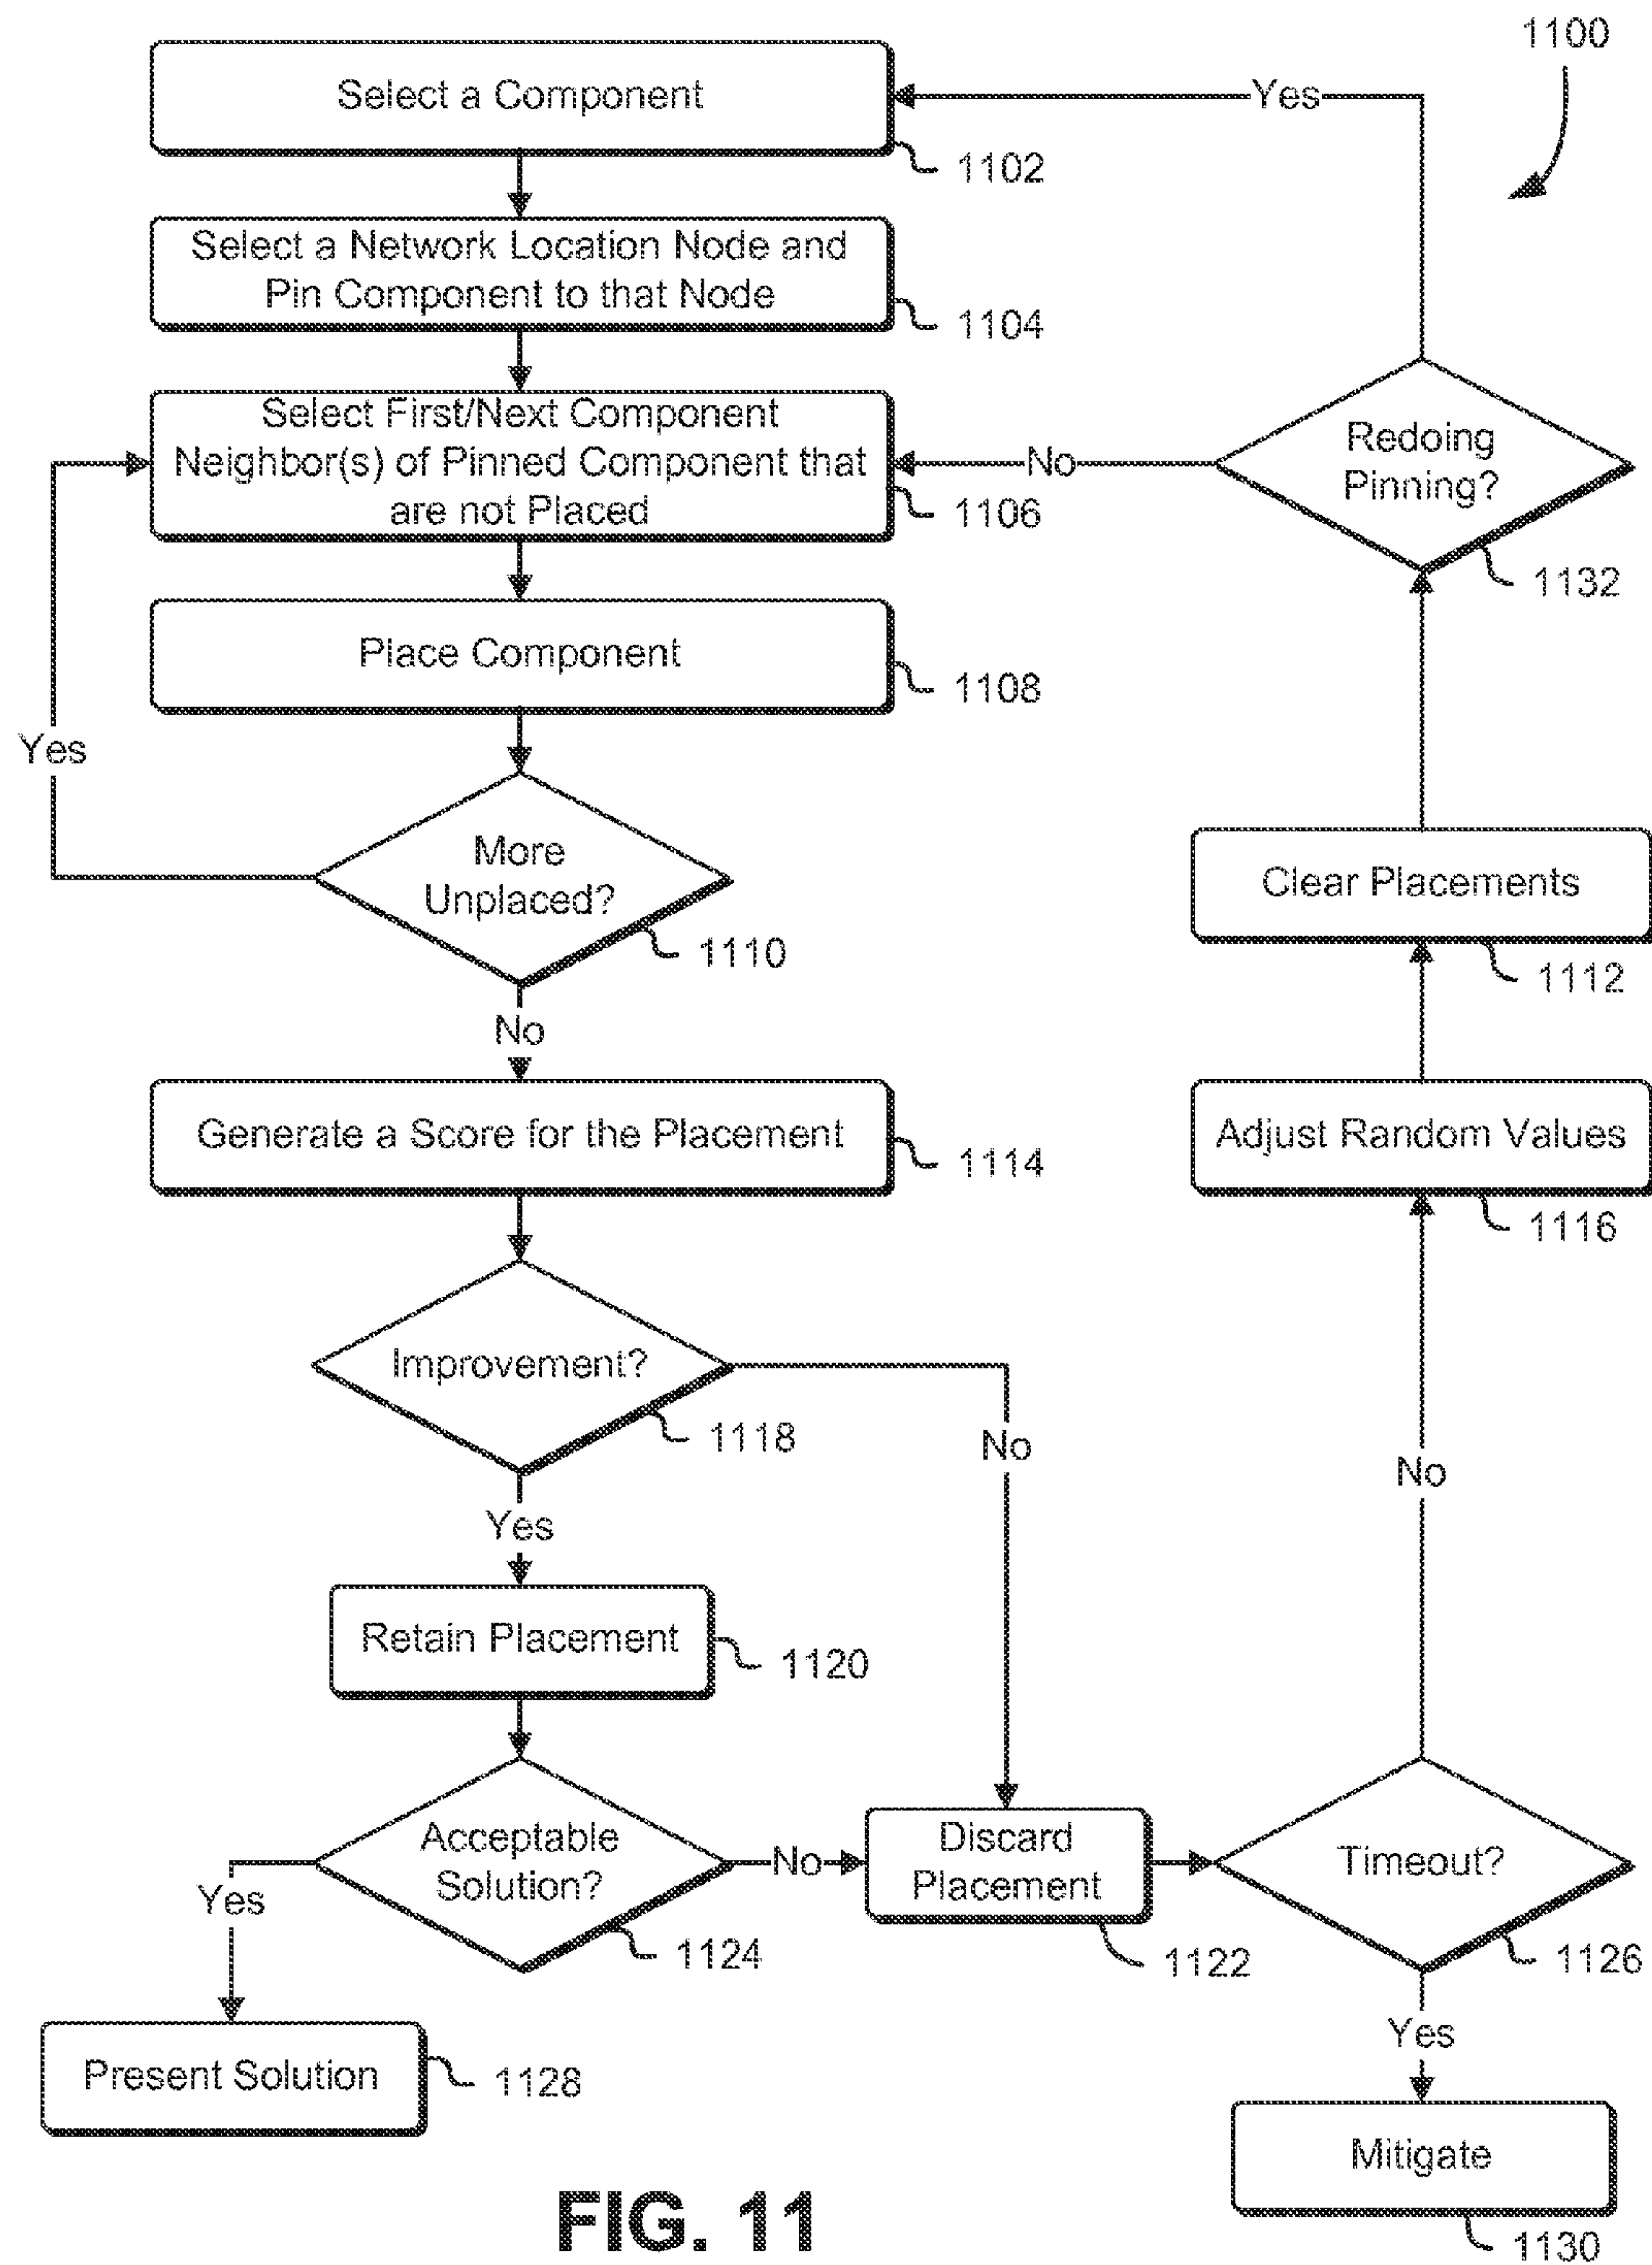 1100
Select a Component
Yes
1102
Select a Network Location Node and
Pin Component to that Node
1104
Select First/Next Component
Neighbor(s) of Pinned Component that
are not Placed
1106
No
Redoing
Pinning?
1132
Place Component
1108
Yes
More
Unplaced?
1110
No
Clear Placements
1112
Generate a Score for the Placement
1114
Adjust Random Values
1116
Improvement?
1118
No
No
Yes
Retain Placement
1120
Acceptable
Solution?
1124
Yes
No
Discard
Placement
1122
Timeout?
1126
Yes
Present Solution
1128
Mitigate
1130
FIG. 11